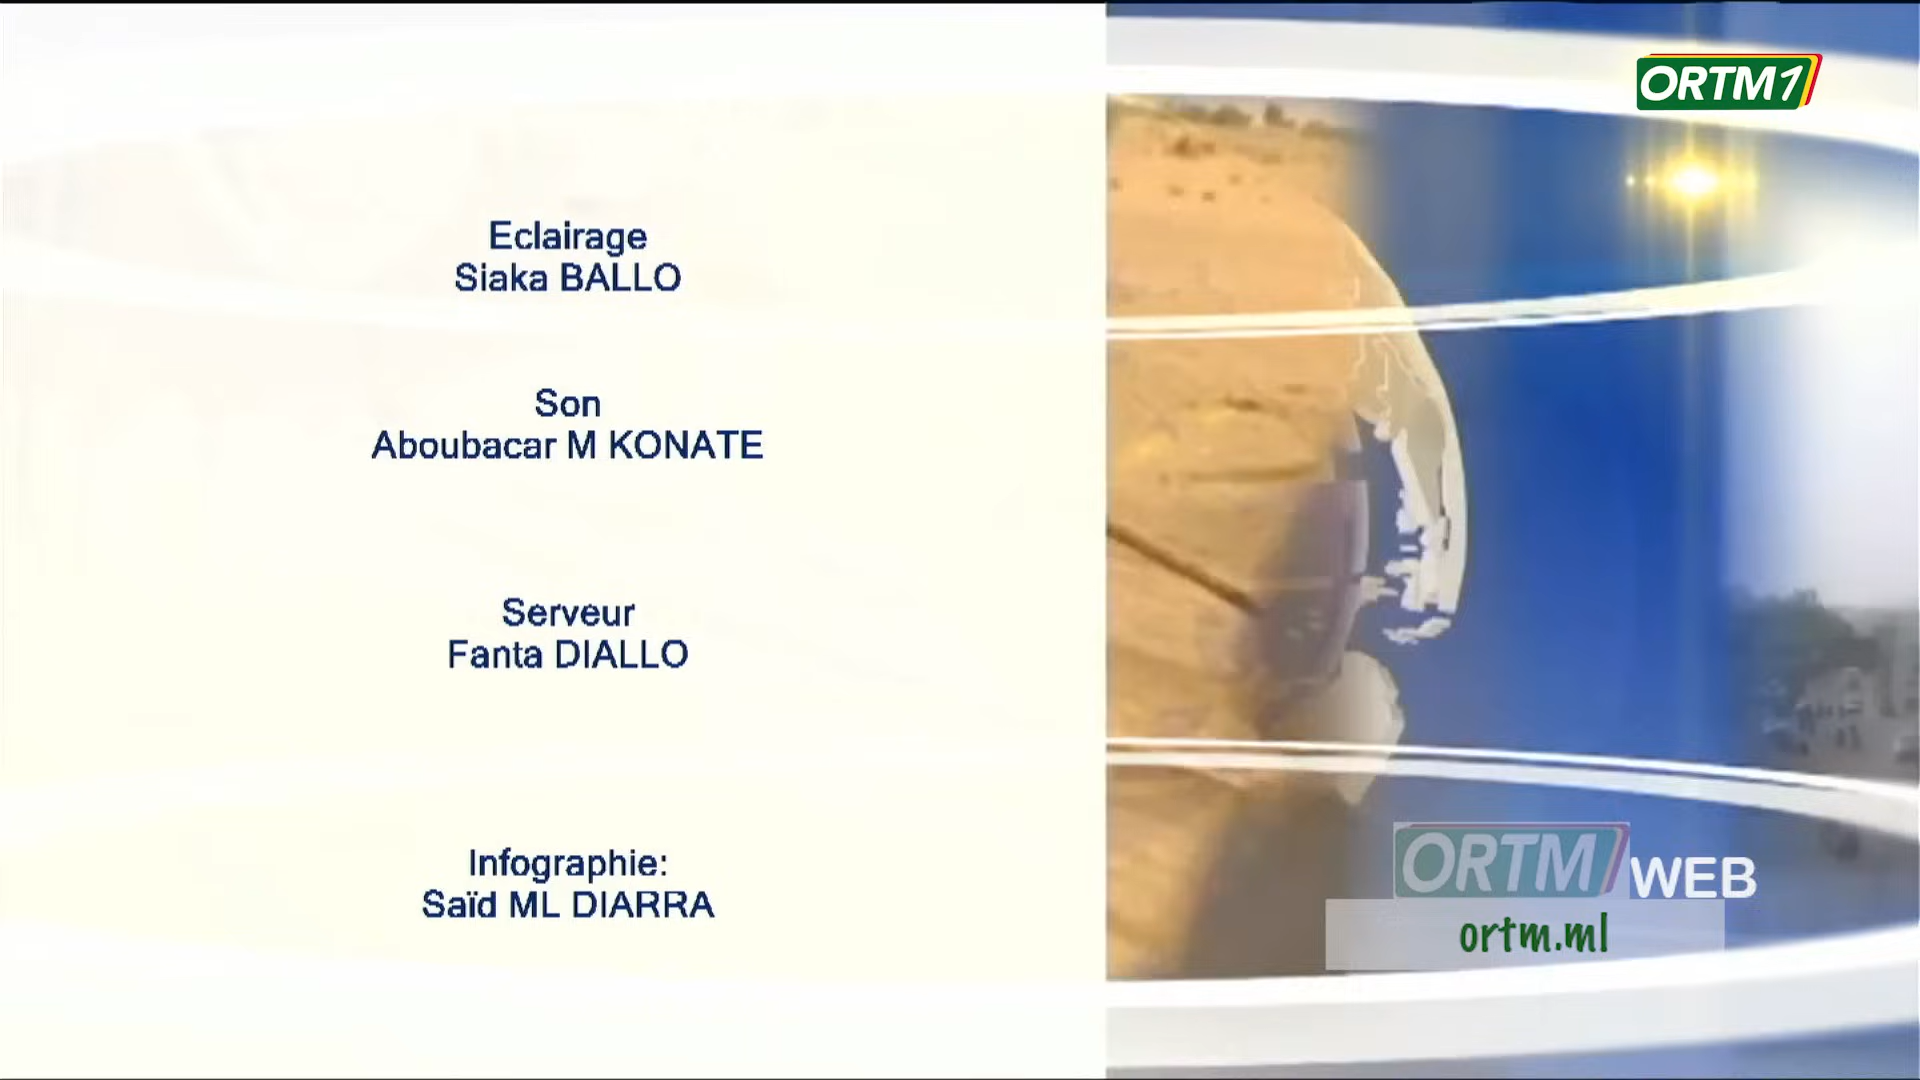 ORTM1
Eclairage
Siaka BALLO
Son
Aboubacar M KONATE
Serveur
Fanta DIALLO
Infographie:
Saïd ML DIARRA
ORTM WEB
ortm.ml